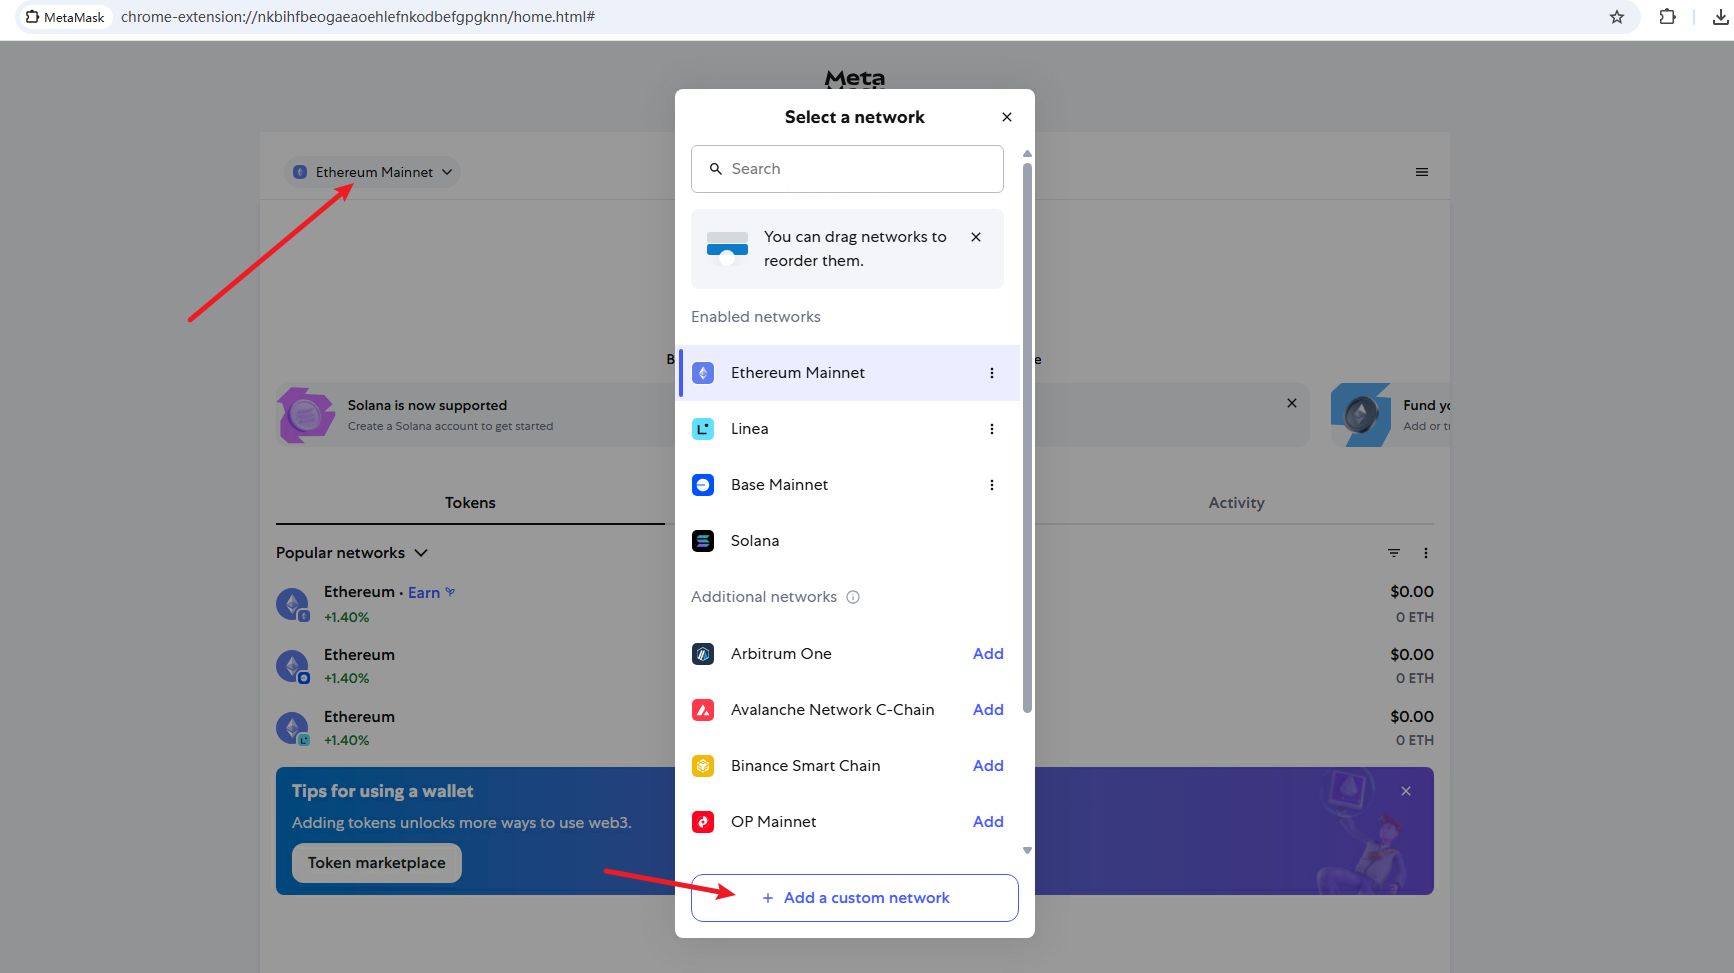 MetaMask
chrome-extension://nkbihfbeogaeaoehlefnkodbefgpgknn/home.html#
Meta
Ethereum Mainnet
Select a network
Search
You can drag networks to
reorder them.
Enabled networks
Ethereum Mainnet
Linea
Base Mainnet
Solana
Additional networks
Arbitrum One Add
Avalanche Network C-Chain Add
Binance Smart Chain Add
OP Mainnet Add
+ Add a custom network
Solana is now supported
Create a Solana account to get started
Fund
Add or
Tokens
Activity
Popular networks
Ethereum • Earn
+1.40%
$0.00
0 ETH
Ethereum
+1.40%
$0.00
0 ETH
Ethereum
+1.40%
$0.00
0 ETH
Tips for using a wallet
Adding tokens unlocks more ways to use web3.
Token marketplace